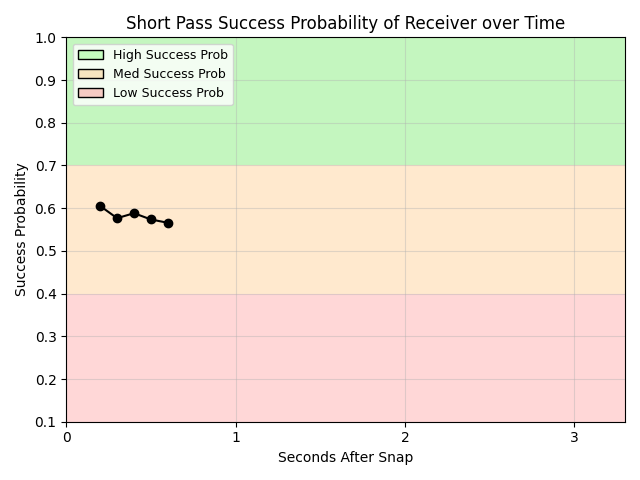 Short Pass Success Probability of Receiver over Time
High Success Prob
Med Success Prob
Low Success Prob
1.0
0.9
0.8
0.7
0.6
0.5
0.4
0.3
0.2
0.1
Success Probability
0 1 2 3
Seconds After Snap